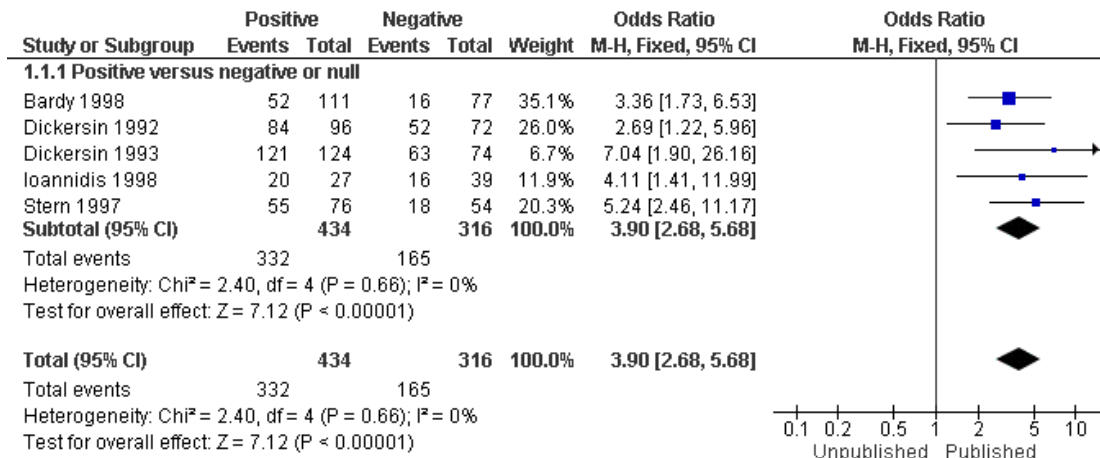 Positive Negative Odds Ratio Odds Ratio
Study or Subgroup Events Total Events Total Weight M-H, Fixed, 95% CI M-H, Fixed, 95% CI
1.1.1 Positive versus negative or null
Bardy 1998 52 111 16 77 35.1% 3.36 [1.73, 6.53]
Dickersin 1992 84 96 52 72 26.0% 2.69 [1.22, 5.96]
Dickersin 1993 121 124 63 74 6.7% 7.04 [1.90, 26.16]
Ioannidis 1998 20 27 16 39 11.9% 4.11 [1.41, 11.99]
Stern 1997 55 76 18 54 20.3% 5.24 [2.46, 11.17]
Subtotal (95% CI) 434 316 100.0% 3.90 [2.68, 5.68]
Total events 332 165
Heterogeneity: Chi² = 2.40, df = 4 (P = 0.66); I² = 0%
Test for overall effect: Z = 7.12 (P < 0.00001)
Total (95% CI) 434 316 100.0% 3.90 [2.68, 5.68]
Total events 332 165
Heterogeneity: Chi² = 2.40, df = 4 (P = 0.66); I² = 0%
Test for overall effect: Z = 7.12 (P < 0.00001)
0.1 0.2 0.5 1 2 5 10
Unpublished Published